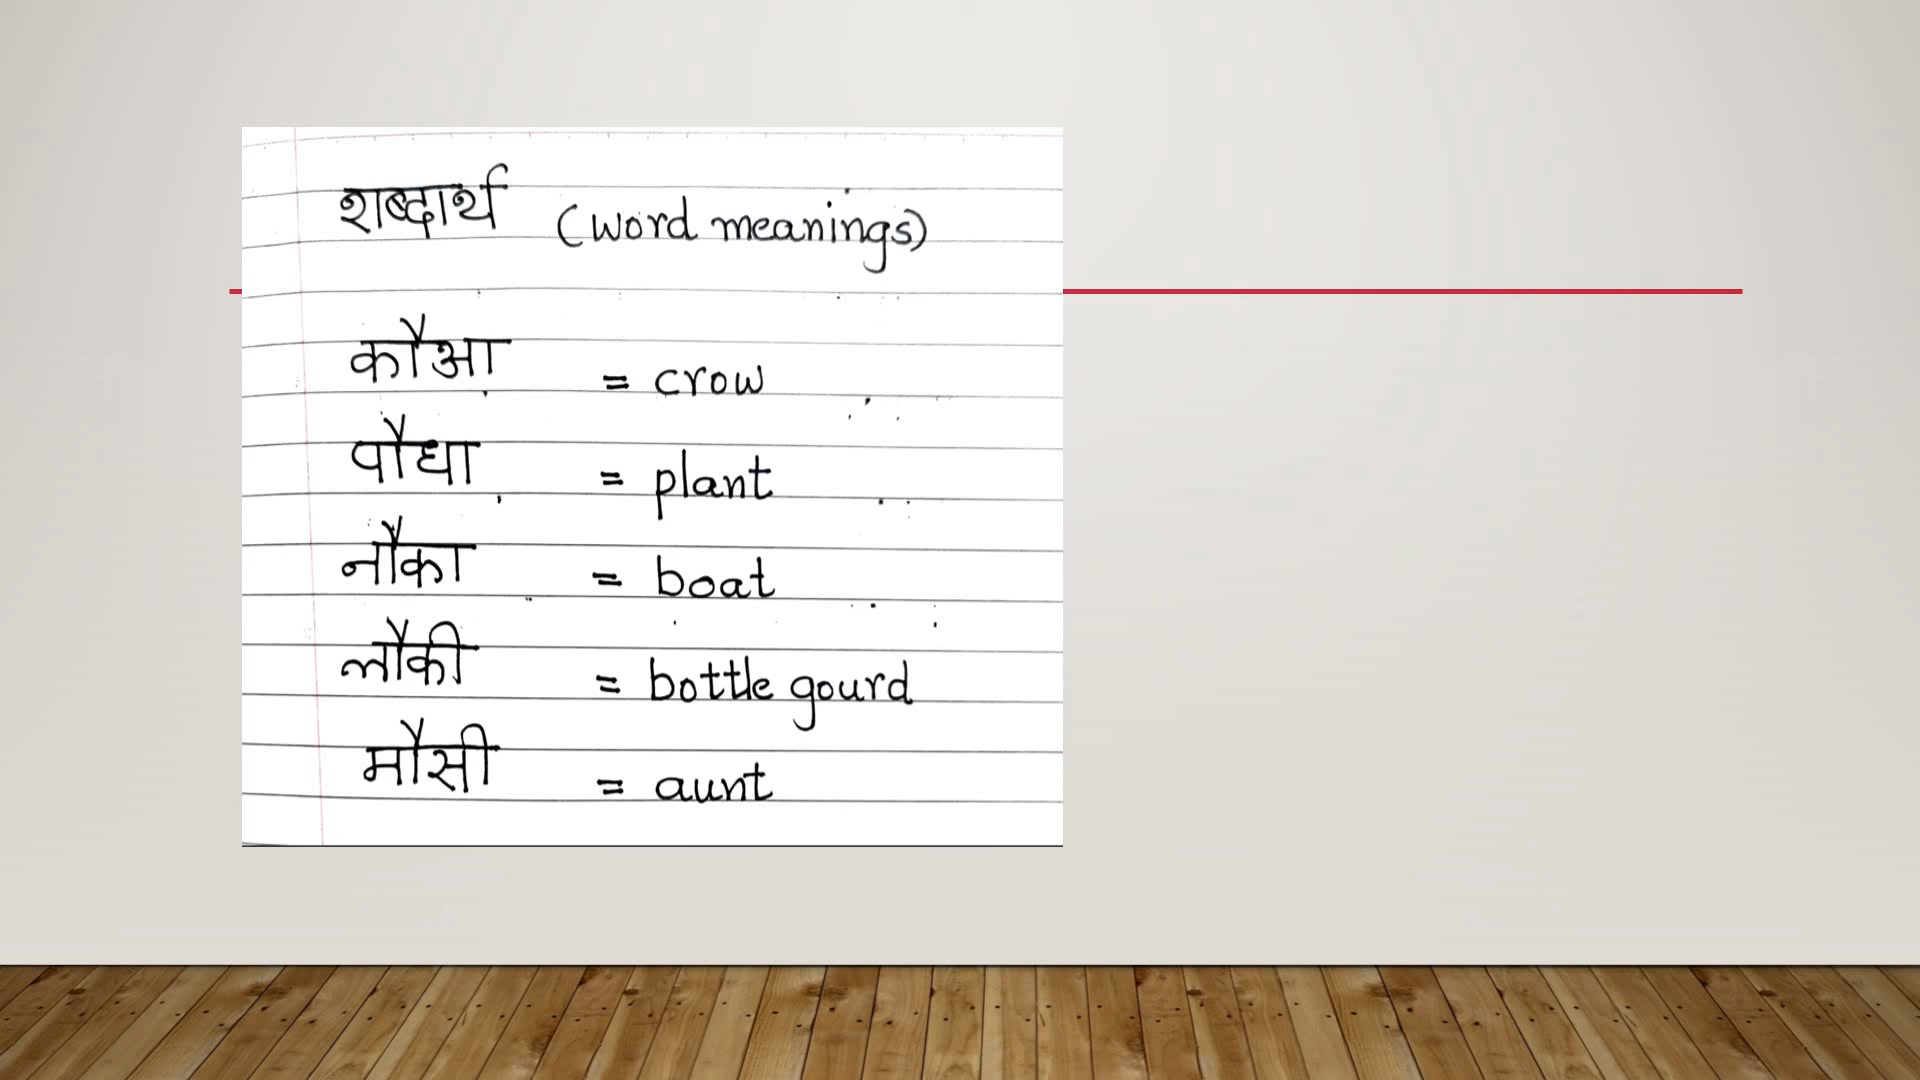 शब्दार्थ (word meanings)
कौआ = crow
पौधा = plant
नौका = boat
लौकी = bottle gourd
मौसी = aunt